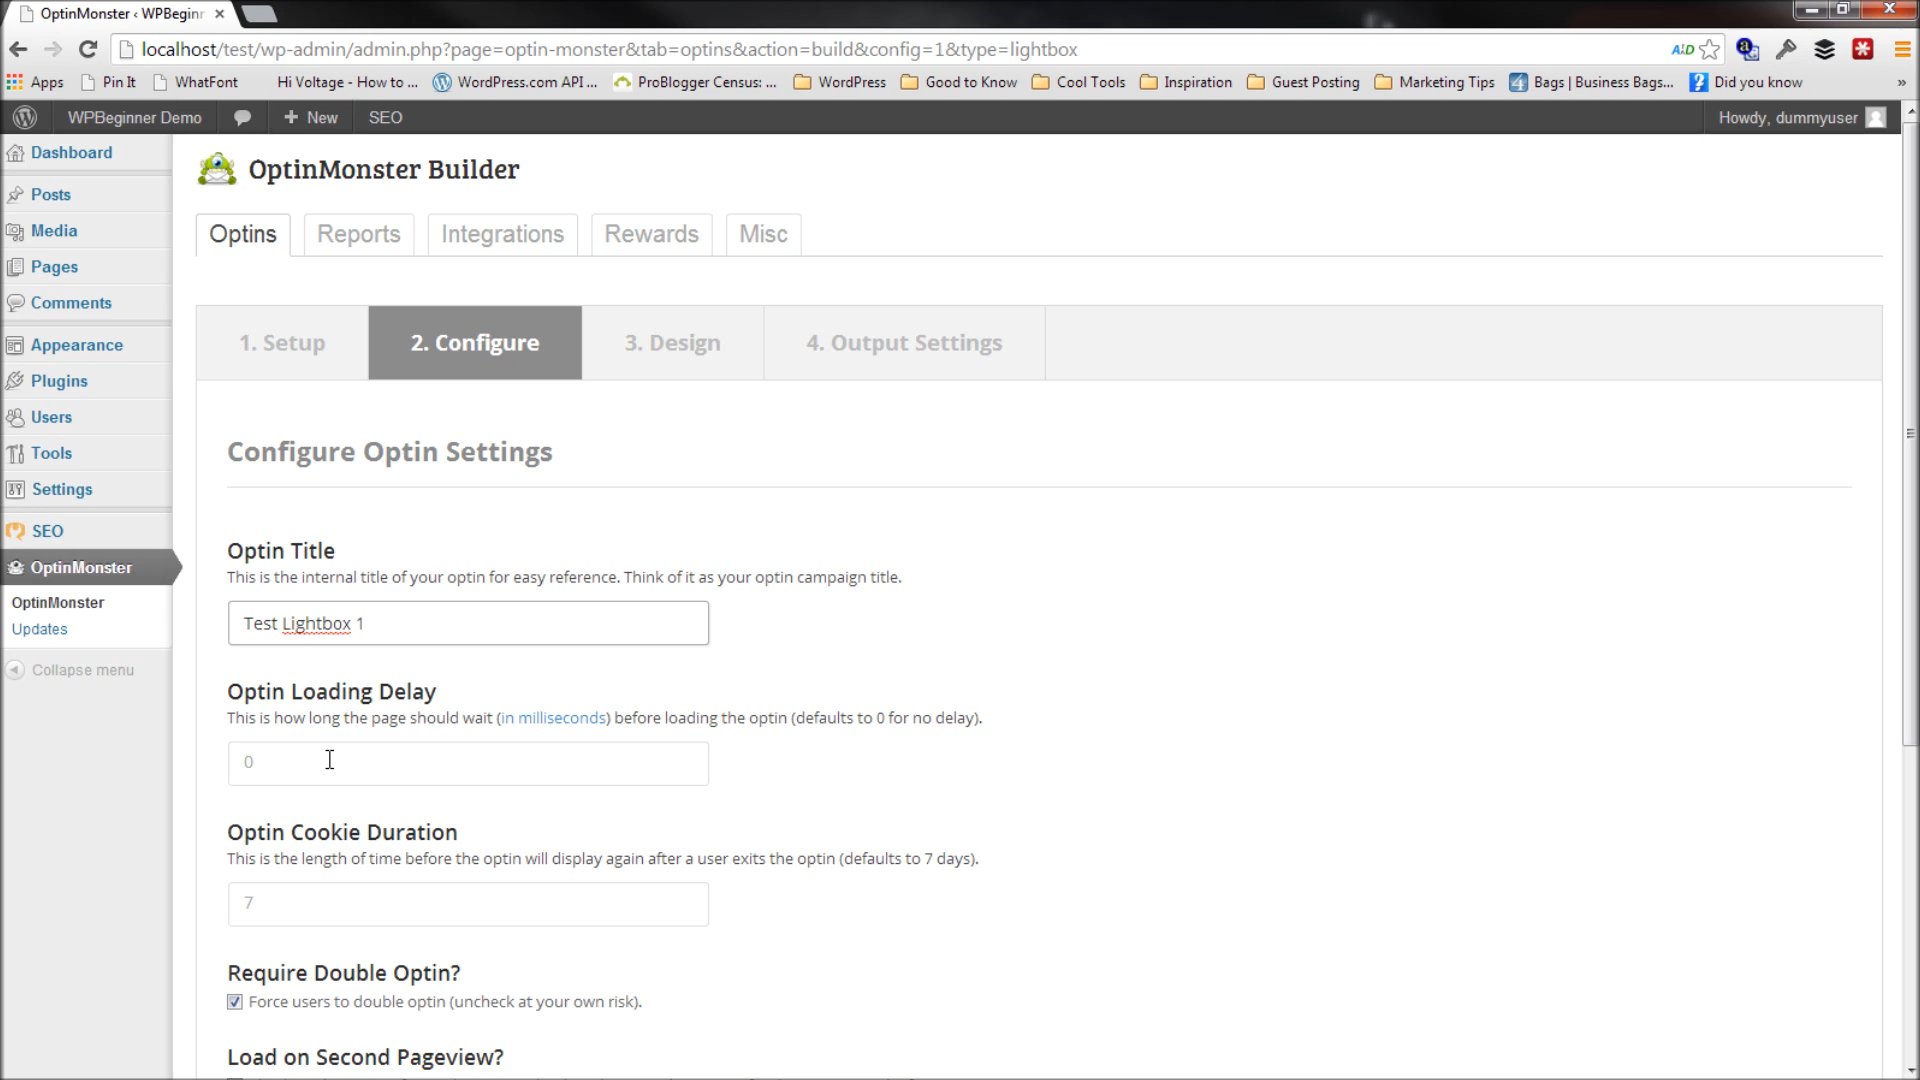 OptinMonster ‹ WPBeginr
localhost/test/wp-admin/admin.php?page=optin-monster&tab=optins&action=build&config=1&type=lightbox
Apps Pin It WhatFont Hi Voltage - How to ... WordPress.com API ... ProBlogger Census: ... WordPress Good to Know Cool Tools Inspiration Guest Posting Marketing Tips Bags | Business Bags... Did you know »
WPBeginner Demo + New SEO Howdy, dummyuser
Dashboard
Posts
Media
Pages
Comments
Appearance
Plugins
Users
Tools
Settings
SEO
OptinMonster
OptinMonster
Updates
Collapse menu
OptinMonster Builder
Optins Reports Integrations Rewards Misc
1. Setup 2. Configure 3. Design 4. Output Settings
Configure Optin Settings
Optin Title
This is the internal title of your optin for easy reference. Think of it as your optin campaign title.
Test Lightbox 1
Optin Loading Delay
This is how long the page should wait (in milliseconds) before loading the optin (defaults to 0 for no delay).
0
Optin Cookie Duration
This is the length of time before the optin will display again after a user exits the optin (defaults to 7 days).
7
Require Double Optin?
Force users to double optin (uncheck at your own risk).
Load on Second Pageview?